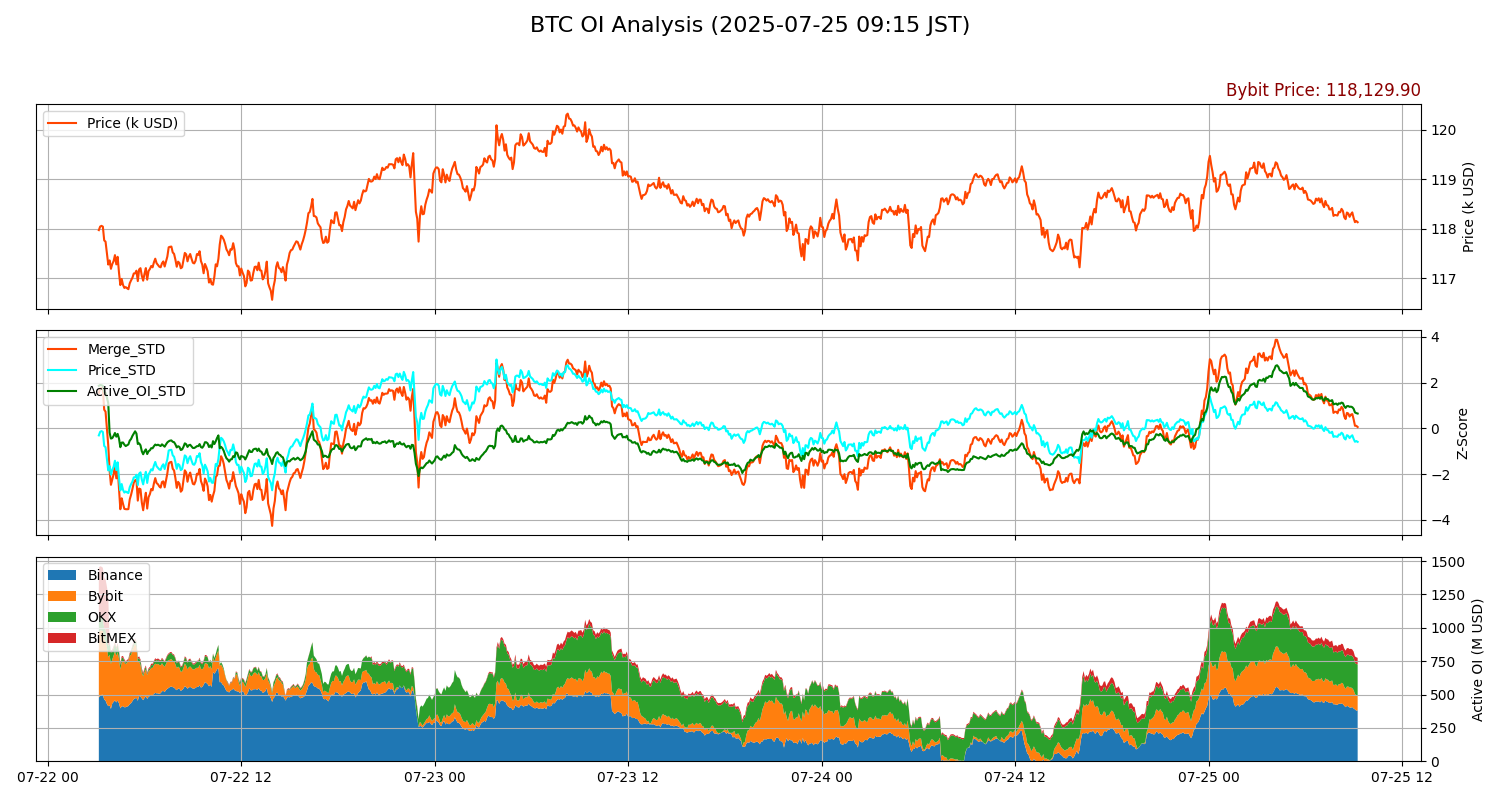 BTC OI Analysis (2025-07-25 09:15 JST)
Bybit Price: 118,129.90
Price (k USD)
120
119
118
117
Price (k USD)
Merge_STD
Price_STD
Active_OI_STD
4
2
0
−2
−4
Z-Score
Binance
Bybit
OKX
BitMEX
1500
1250
1000
750
500
250
0
Active OI (M USD)
07-22 00
07-22 12
07-23 00
07-23 12
07-24 00
07-24 12
07-25 00
07-25 12